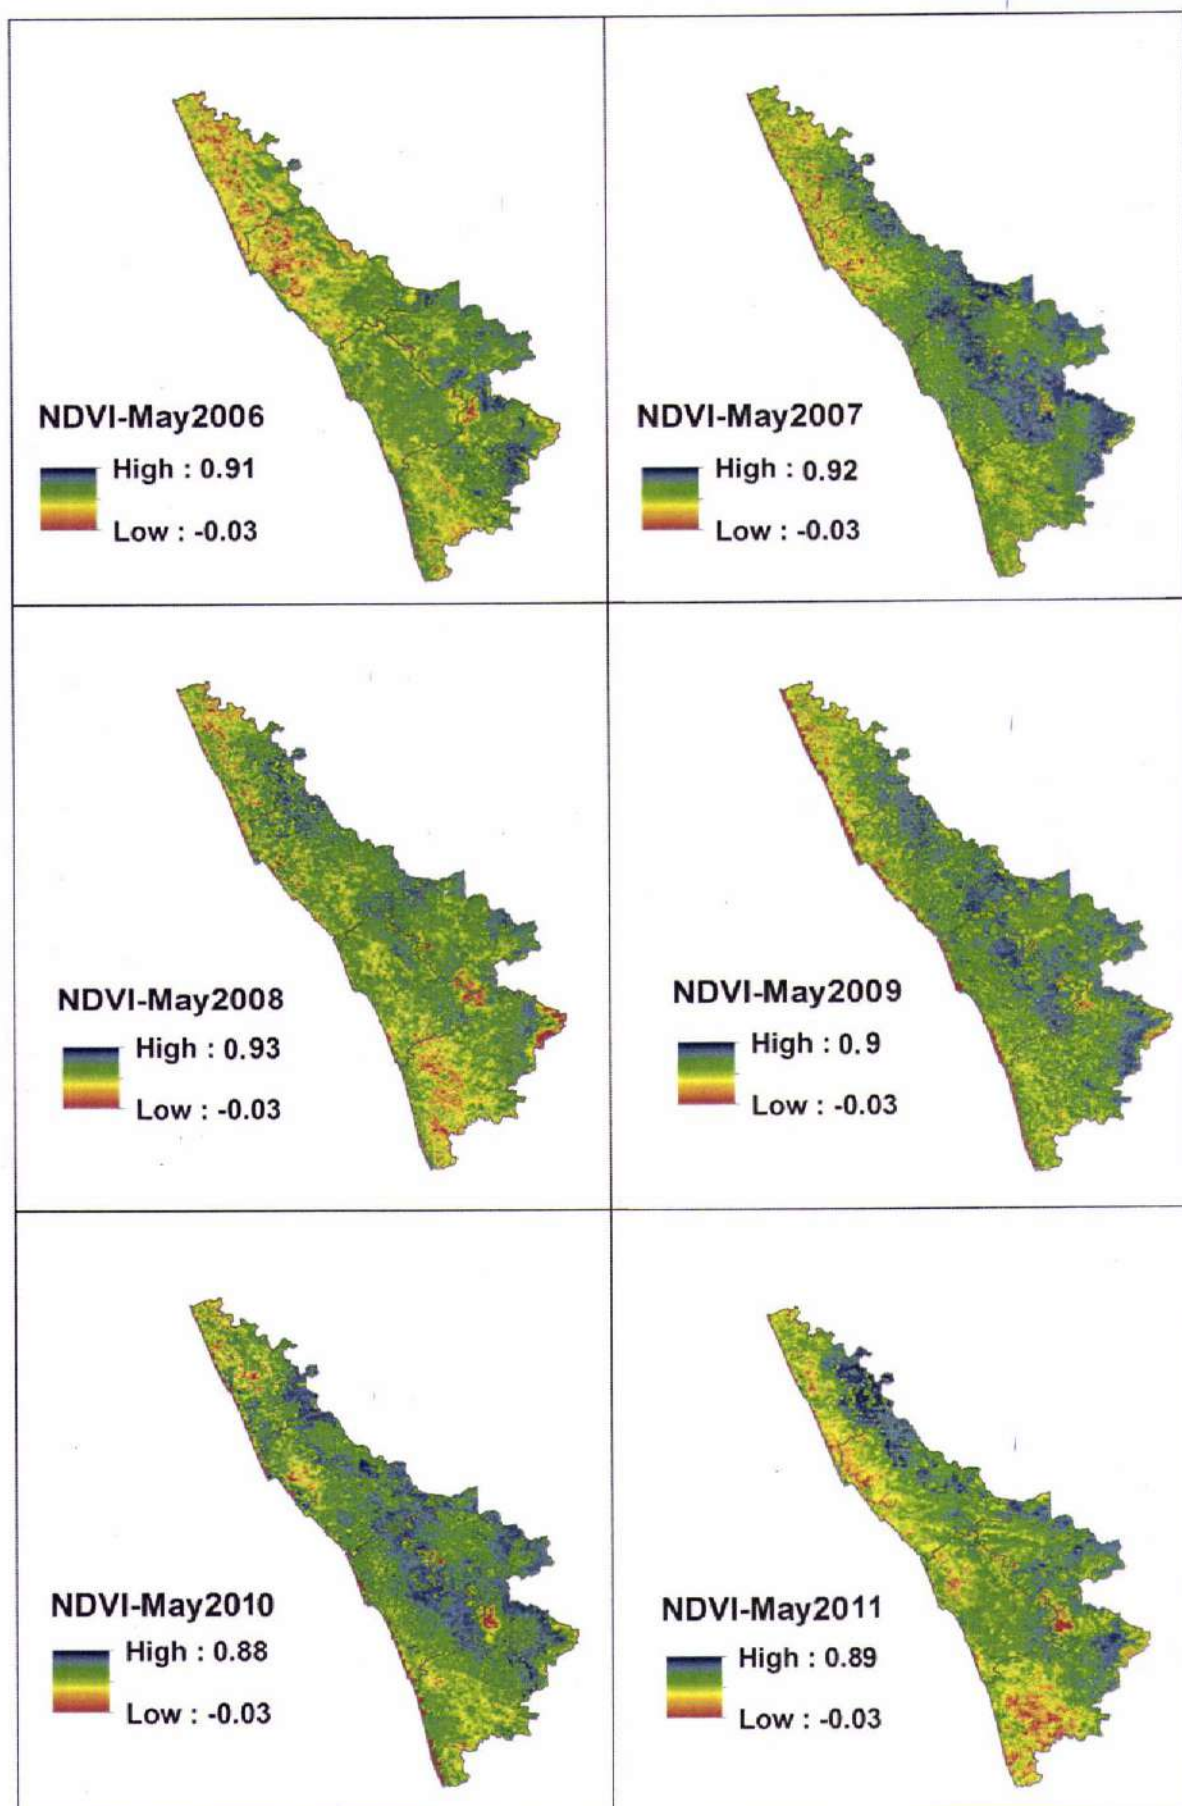 NDVI-May2006
High : 0.91
Low : -0.03
NDVI-May2007
High : 0.92
Low : -0.03
NDVI-May2008
High : 0.93
Low : -0.03
NDVI-May2009
High : 0.9
Low : -0.03
NDVI-May2010
High : 0.88
Low : -0.03
NDVI-May2011
High : 0.89
Low : -0.03